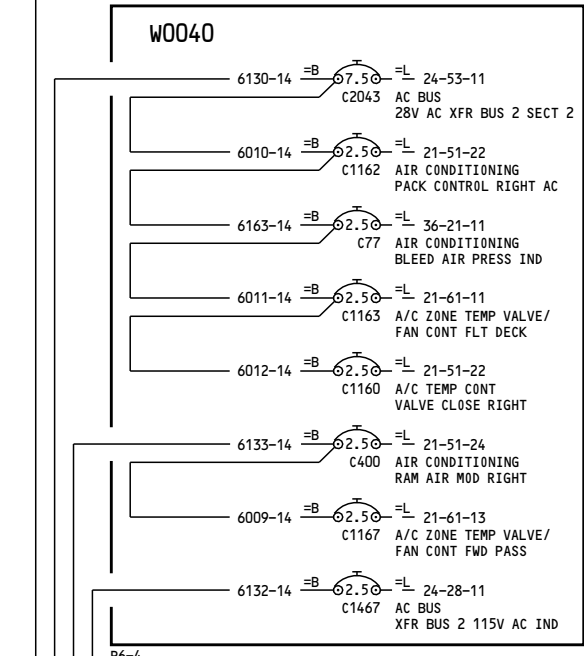 W0040
6130-14 =B 7.5 =L 24-53-11
C2043 AC BUS
28V AC XFR BUS 2 SECT 2
6010-14 =B 2.5 =L 21-51-22
C1162 AIR CONDITIONING
PACK CONTROL RIGHT AC
6163-14 =B 2.5 =L 36-21-11
C77 AIR CONDITIONING
BLEED AIR PRESS IND
6011-14 =B 2.5 =L 21-61-11
C1163 A/C ZONE TEMP VALVE/
FAN CONT FLT DECK
6012-14 =B 2.5 =L 21-51-22
C1160 A/C TEMP CONT
VALVE CLOSE RIGHT
6133-14 =B 2.5 =L 21-51-24
C400 AIR CONDITIONING
RAM AIR MOD RIGHT
6009-14 =B 2.5 =L 21-61-13
C1167 A/C ZONE TEMP VALVE/
FAN CONT FWD PASS
6132-14 =B 2.5 =L 24-28-11
C1467 AC BUS
XFR BUS 2 115V AC IND